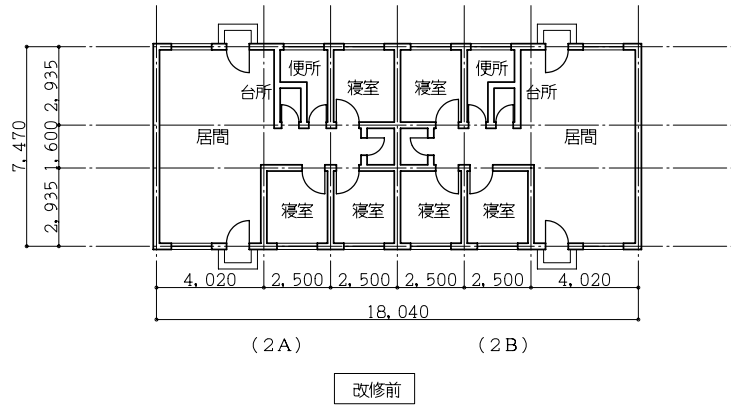 便所 寝室 寝室 便所
台所 台所
居間 居間
寝室 寝室 寝室 寝室
7,470
2,935 1,600 2,935
4,020 2,500 2,500 2,500 2,500 4,020
18,040
(2A) (2B)
改修前